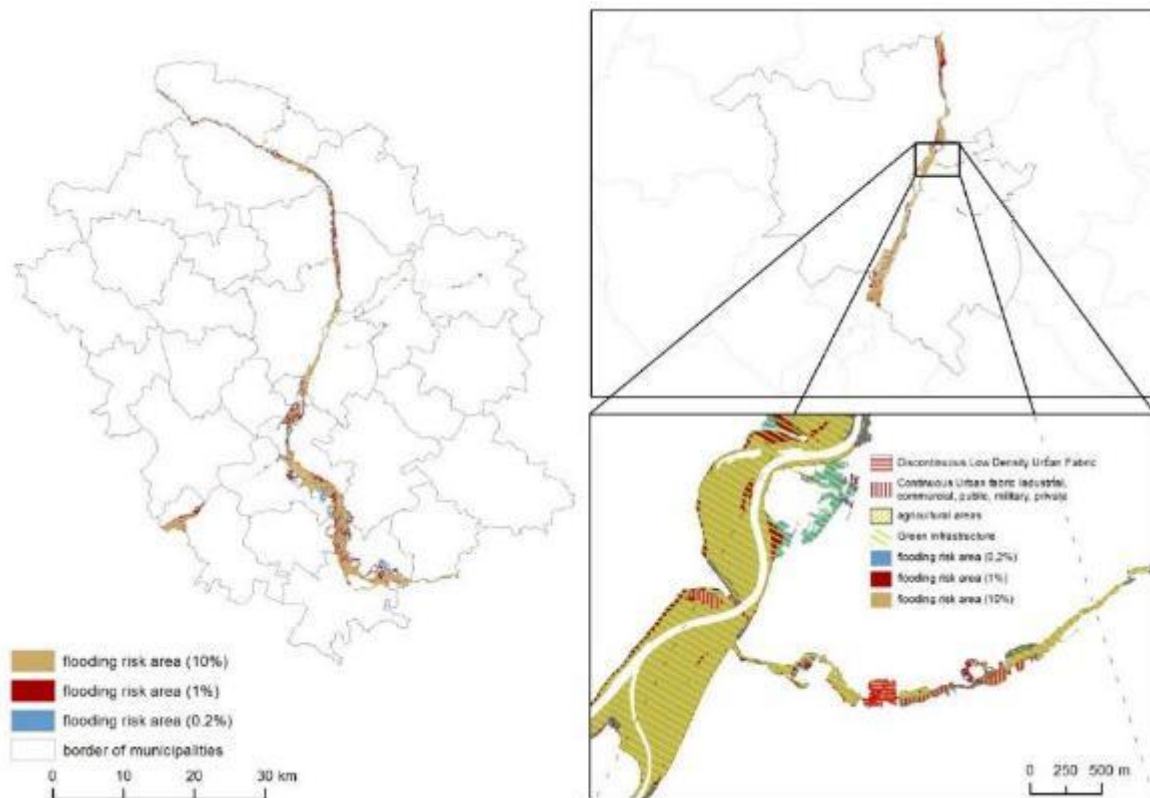 flooding risk area (10%)
flooding risk area (1%)
flooding risk area (0.2%)
border of municipalities
0 10 20 30 km
Discontinuous Low Density Urban Fabric
Continuous Urban fabric Industrial,
commercial, public, military, private
agricultural areas
Green infrastructure
flooding risk area (0.2%)
flooding risk area (1%)
flooding risk area (10%)
0 250 500 m